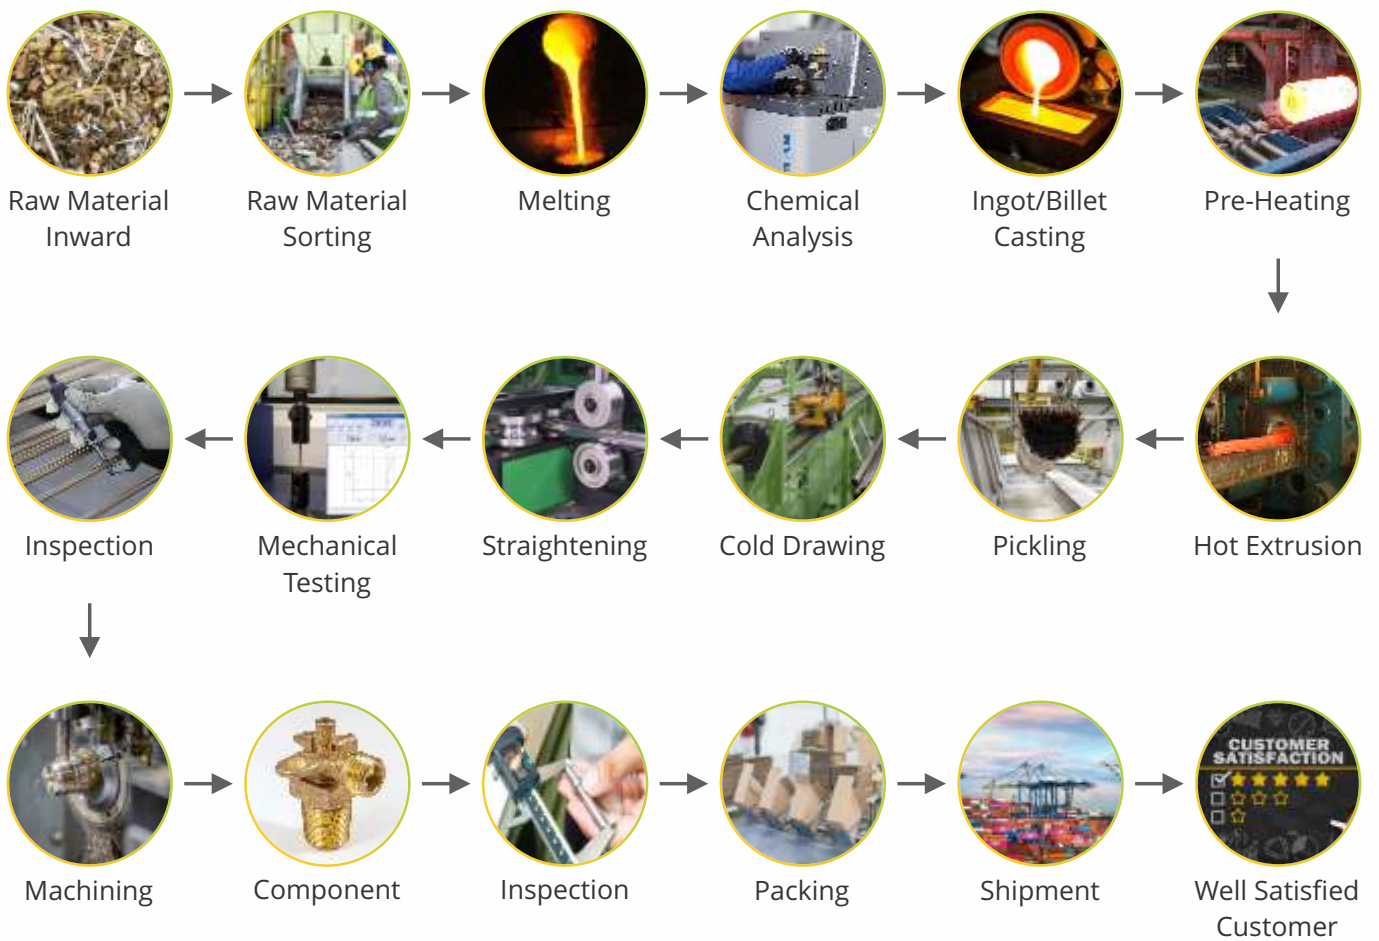 Raw Material
Inward
Raw Material
Sorting
Melting
Chemical
Analysis
Ingot/Billet
Casting
Pre-Heating
Inspection
Mechanical
Testing
Straightening
Cold Drawing
Pickling
Hot Extrusion
CUSTOMER
SATISFACTION
Machining
Component
Inspection
Packing
Shipment
Well Satisfied
Customer